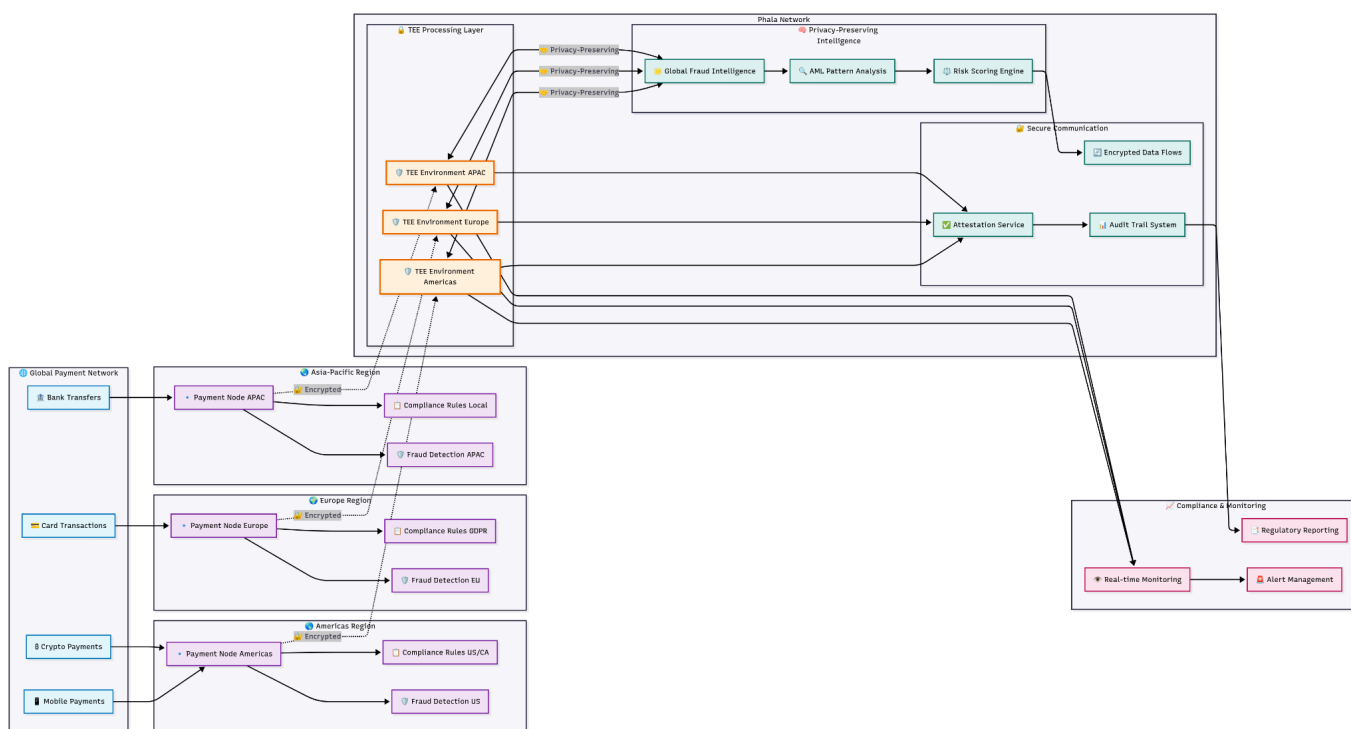 Phala Network
🔒 TEE Processing Layer
🧠 Privacy-Preserving
Intelligence
🤝 Privacy-Preserving
🤝 Privacy-Preserving
🤝 Privacy-Preserving
🌟 Global Fraud Intelligence
🔍 AML Pattern Analysis
⚖️ Risk Scoring Engine
🔐 Secure Communication
🔄 Encrypted Data Flows
🛡️ TEE Environment APAC
🛡️ TEE Environment Europe
🛡️ TEE Environment
Americas
✅ Attestation Service
📊 Audit Trail System
🌐 Global Payment Network
🏦 Bank Transfers
💳 Card Transactions
₿ Crypto Payments
📱 Mobile Payments
🌏 Asia-Pacific Region
🔹 Payment Node APAC
🔐 Encrypted
📋 Compliance Rules Local
🛡️ Fraud Detection APAC
🌍 Europe Region
🔹 Payment Node Europe
🔐 Encrypted
📋 Compliance Rules GDPR
🛡️ Fraud Detection EU
🌎 Americas Region
🔹 Payment Node Americas
🔐 Encrypted
📋 Compliance Rules US/CA
🛡️ Fraud Detection US
📈 Compliance & Monitoring
📑 Regulatory Reporting
👁️ Real-time Monitoring
🚨 Alert Management